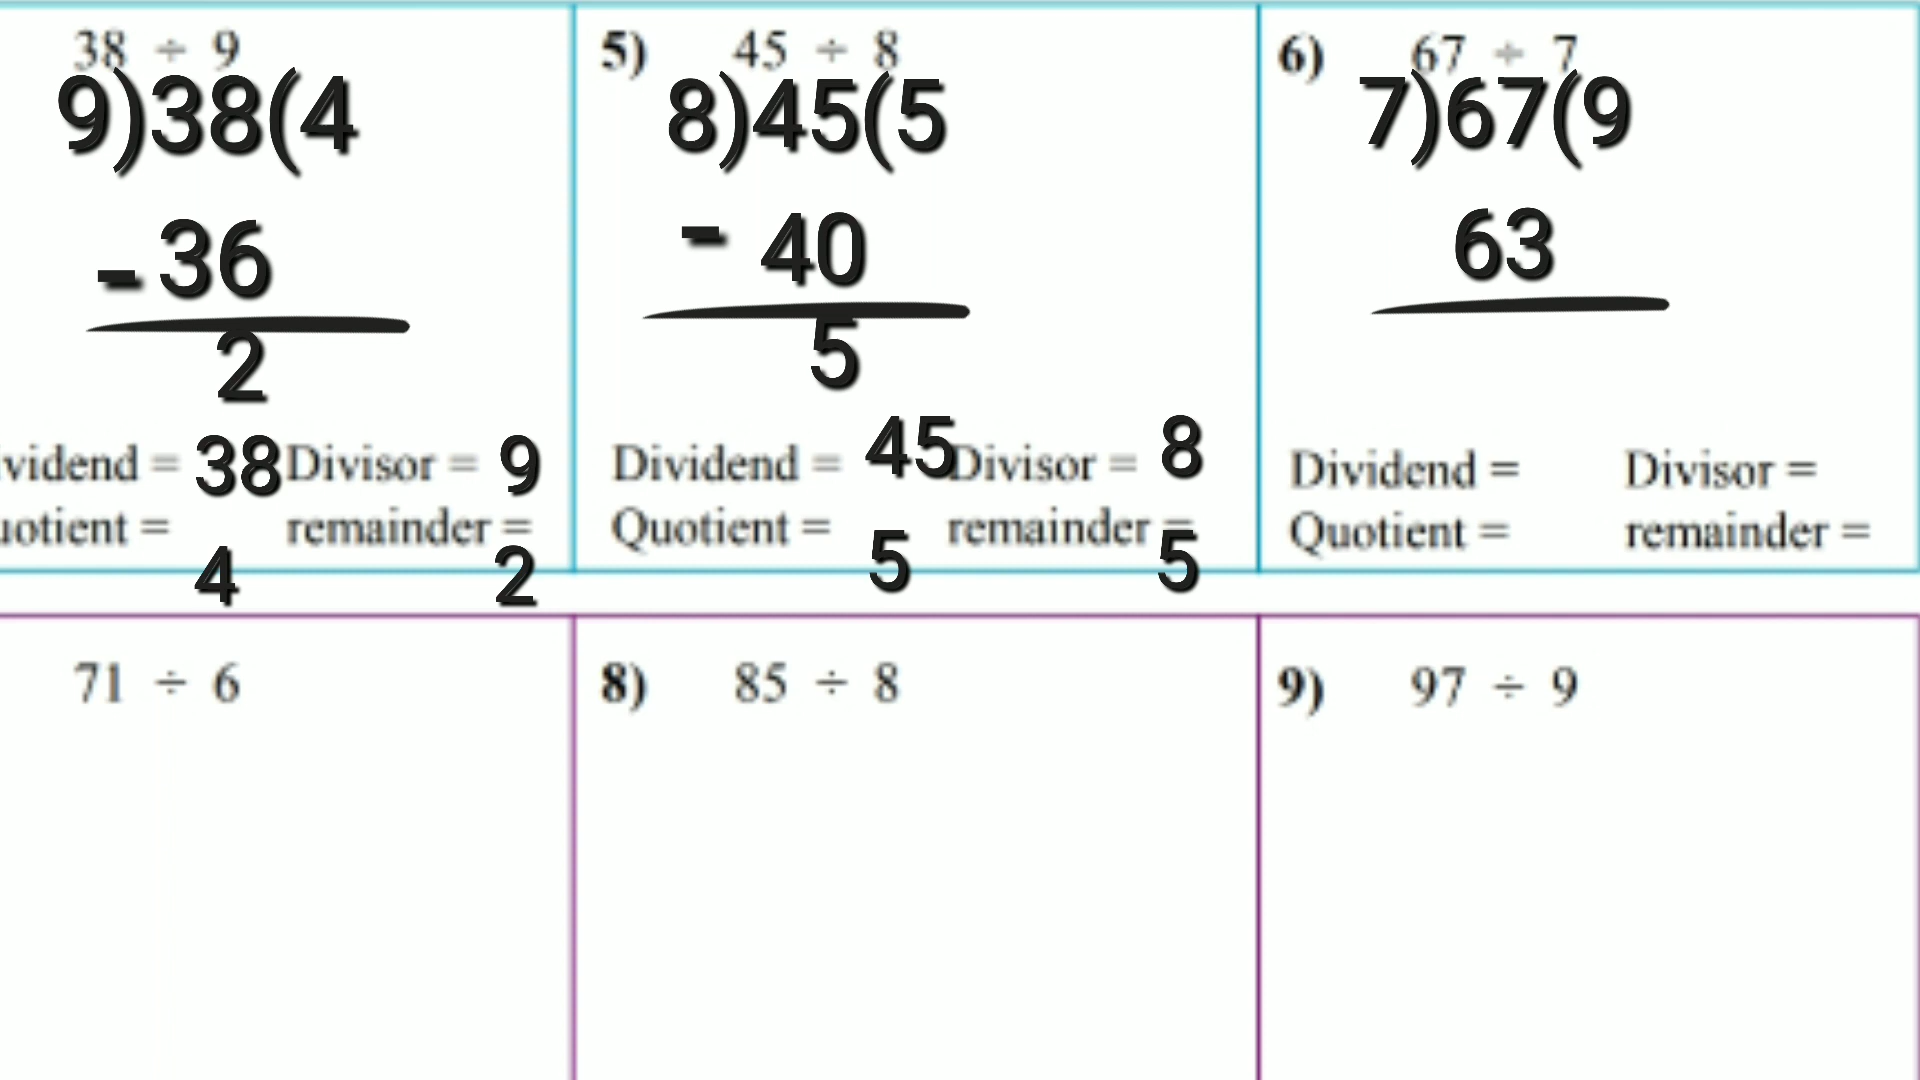 38 ÷ 9
9)38(4
- 36
2
vidend = 38 Divisor = 9
uotient = 4 remainder = 2
5) 45 ÷ 8
8)45(5
- 40
5
Dividend = 45 Divisor = 8
Quotient = 5 remainder = 5
6) 67 ÷ 7
7)67(9
63
Dividend = Divisor =
Quotient = remainder =
71 ÷ 6
8) 85 ÷ 8
9) 97 ÷ 9